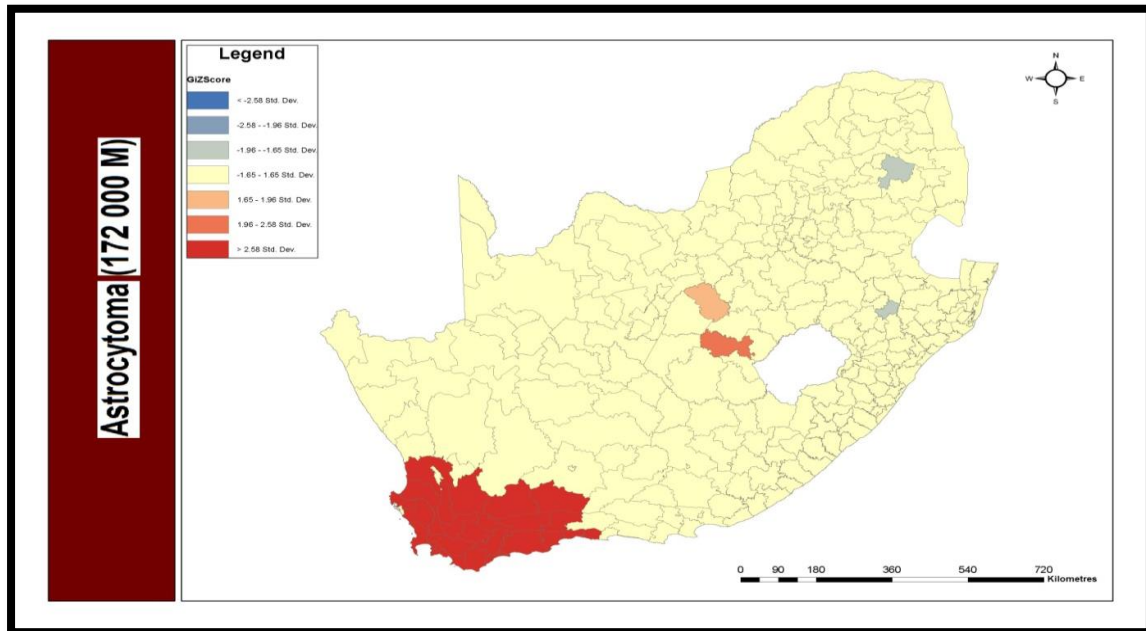 Astrocytoma (172 000 M)
Legend
GiZScore
< -2.58 Std. Dev.
-2.58 - -1.96 Std. Dev.
-1.96 - -1.65 Std. Dev.
-1.65 - 1.65 Std. Dev.
1.65 - 1.96 Std. Dev.
1.96 - 2.58 Std. Dev.
> 2.58 Std. Dev.
N
W E
S
0 90 180 360 540 720
Kilometres